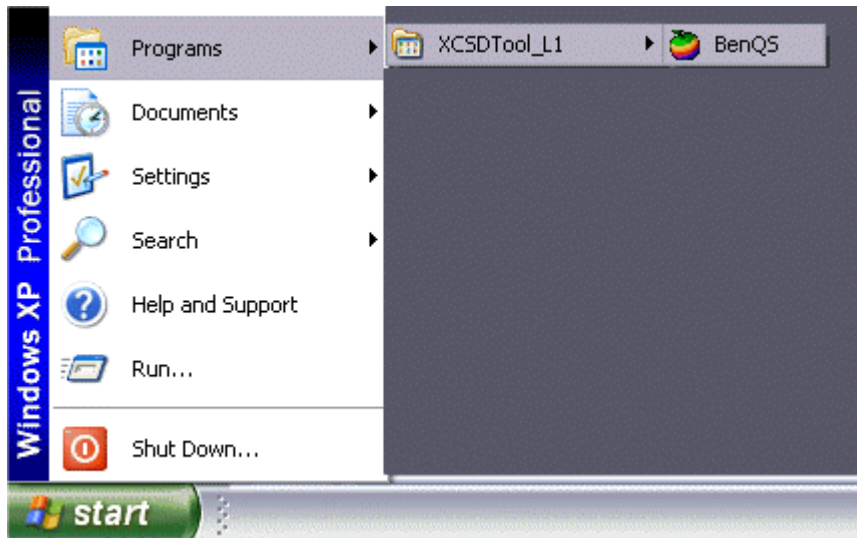 Programs
XCSDTool_L1
BenQS
Documents
Settings
Search
Help and Support
Run...
Shut Down...
Windows XP Professional
start